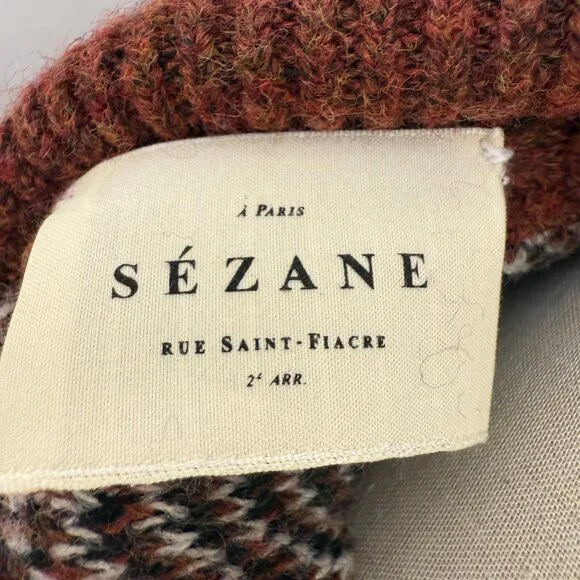 À PARIS
SÉZANE
RUE SAINT-FIACRE
2e ARR.